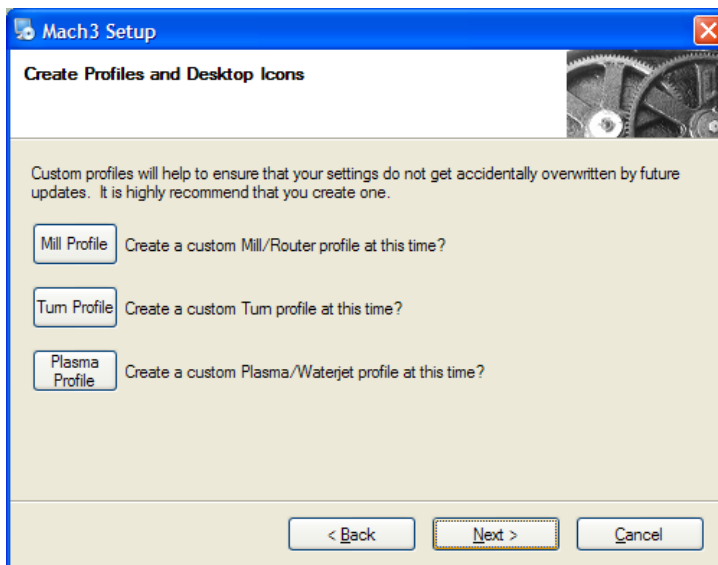 Mach3 Setup
Create Profiles and Desktop Icons
Custom profiles will help to ensure that your settings do not get accidentally overwritten by future
updates. It is highly recommend that you create one.
Mill Profile Create a custom Mill/Router profile at this time?
Turn Profile Create a custom Turn profile at this time?
Plasma
Profile Create a custom Plasma/Waterjet profile at this time?
< Back Next > Cancel